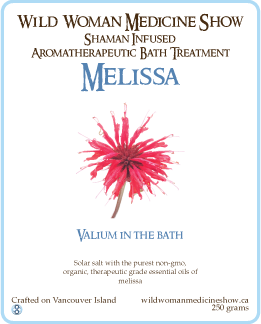 Wild Woman Medicine Show
Shaman Infused
Aromatherapeutic Bath Treatment
Melissa
Valium in the bath
Solar salt with the purest non-gmo,
organic, therapeutic grade essential oils of
melissa
Crafted on Vancouver Island wildwomanmedicineshow.ca
250 grams